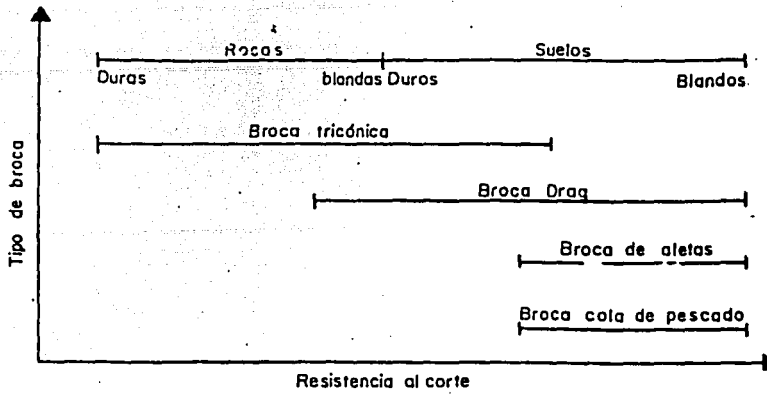 Rocas Suelos
Duras blandas Duros Blandos
Broca tricónica
Broca Drag
Broca de aletas
Broca cola de pescado
Tipo de broca
Resistencia al corte